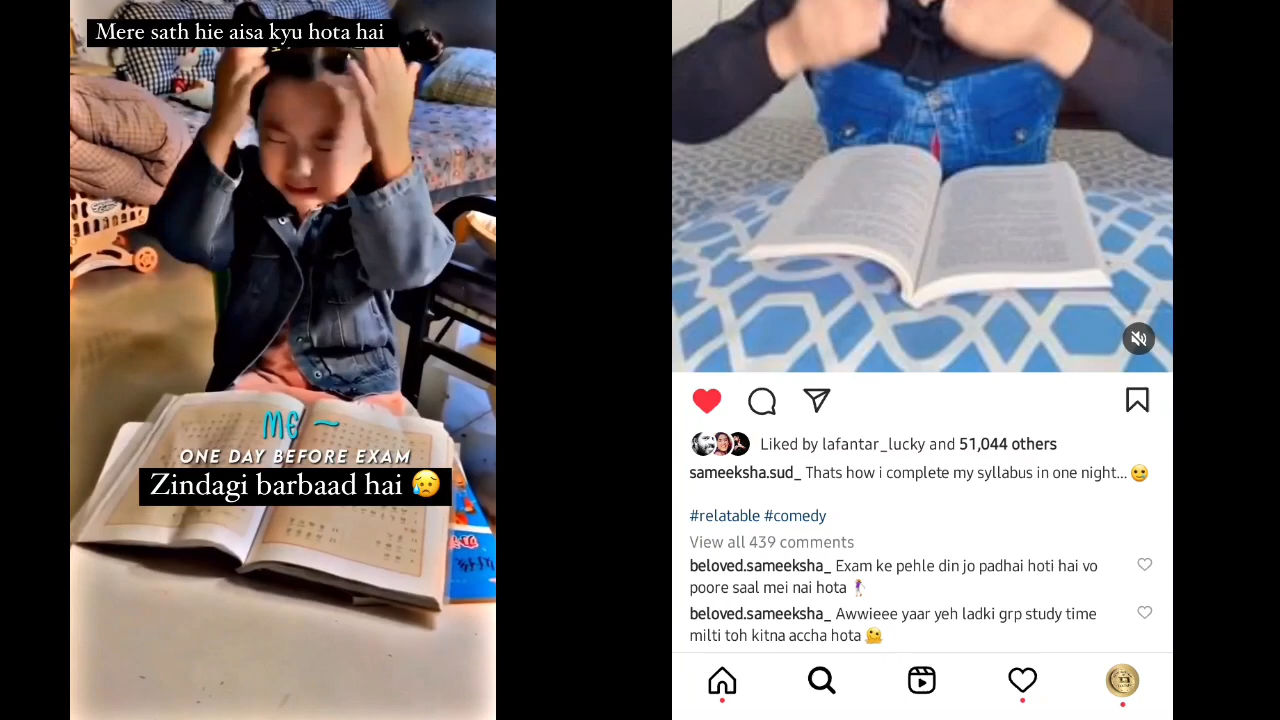 Mere sath hie aisa kyu hota hai
ME ~
ONE DAY BEFORE EXAM
Zindagi barbaad hai 😥
Liked by lafantar_lucky and 51,044 others
sameeksha.sud_ Thats how i complete my syllabus in one night... 🥲
#relatable #comedy
View all 439 comments
beloved.sameeksha_ Exam ke pehle din jo padhai hoti hai vo
poore saal mei nai hota 🤦‍♀️
beloved.sameeksha_ Awwieee yaar yeh ladki grp study time
milti toh kitna accha hota 🫠